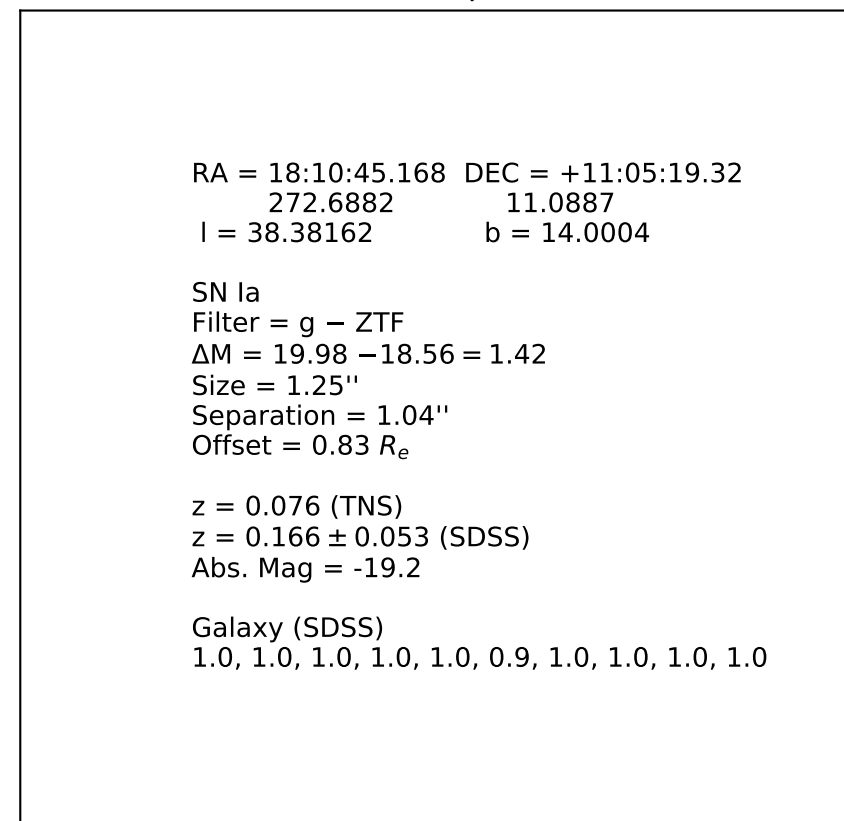 RA = 18:10:45.168  DEC = +11:05:19.32
272.6882  11.0887
l = 38.38162  b = 14.0004
SN Ia
Filter = g − ZTF
ΔM = 19.98 −18.56 = 1.42
Size = 1.25''
Separation = 1.04''
Offset = 0.83 Rₑ
z = 0.076 (TNS)
z = 0.166 ± 0.053 (SDSS)
Abs. Mag = -19.2
Galaxy (SDSS)
1.0, 1.0, 1.0, 1.0, 1.0, 0.9, 1.0, 1.0, 1.0, 1.0